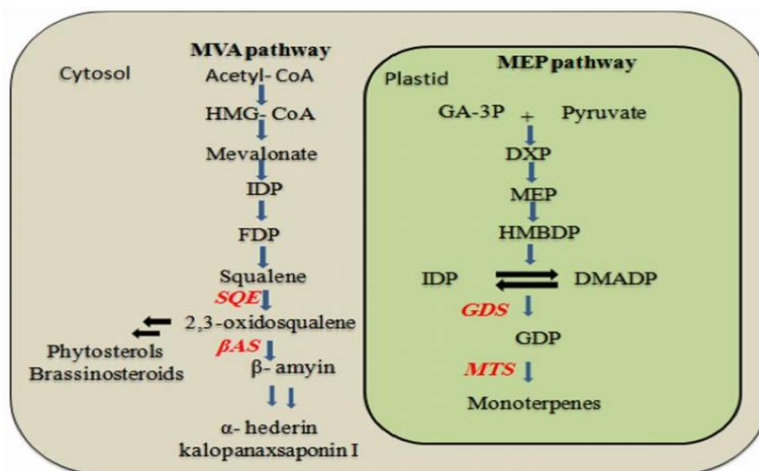 MVA pathway
Cytosol
Acetyl-CoA
HMG-CoA
Mevalonate
IDP
FDP
Squalene
SQE
2,3-oxidosqualene
Phytosterols
Brassinosteroids
βAS
β- amyin
α- hederin
kalopanaxsaponin I
MEP pathway
Plastid
GA-3P + Pyruvate
DXP
MEP
HMBDP
IDP DMADP
GDS
GDP
MTS
Monoterpenes